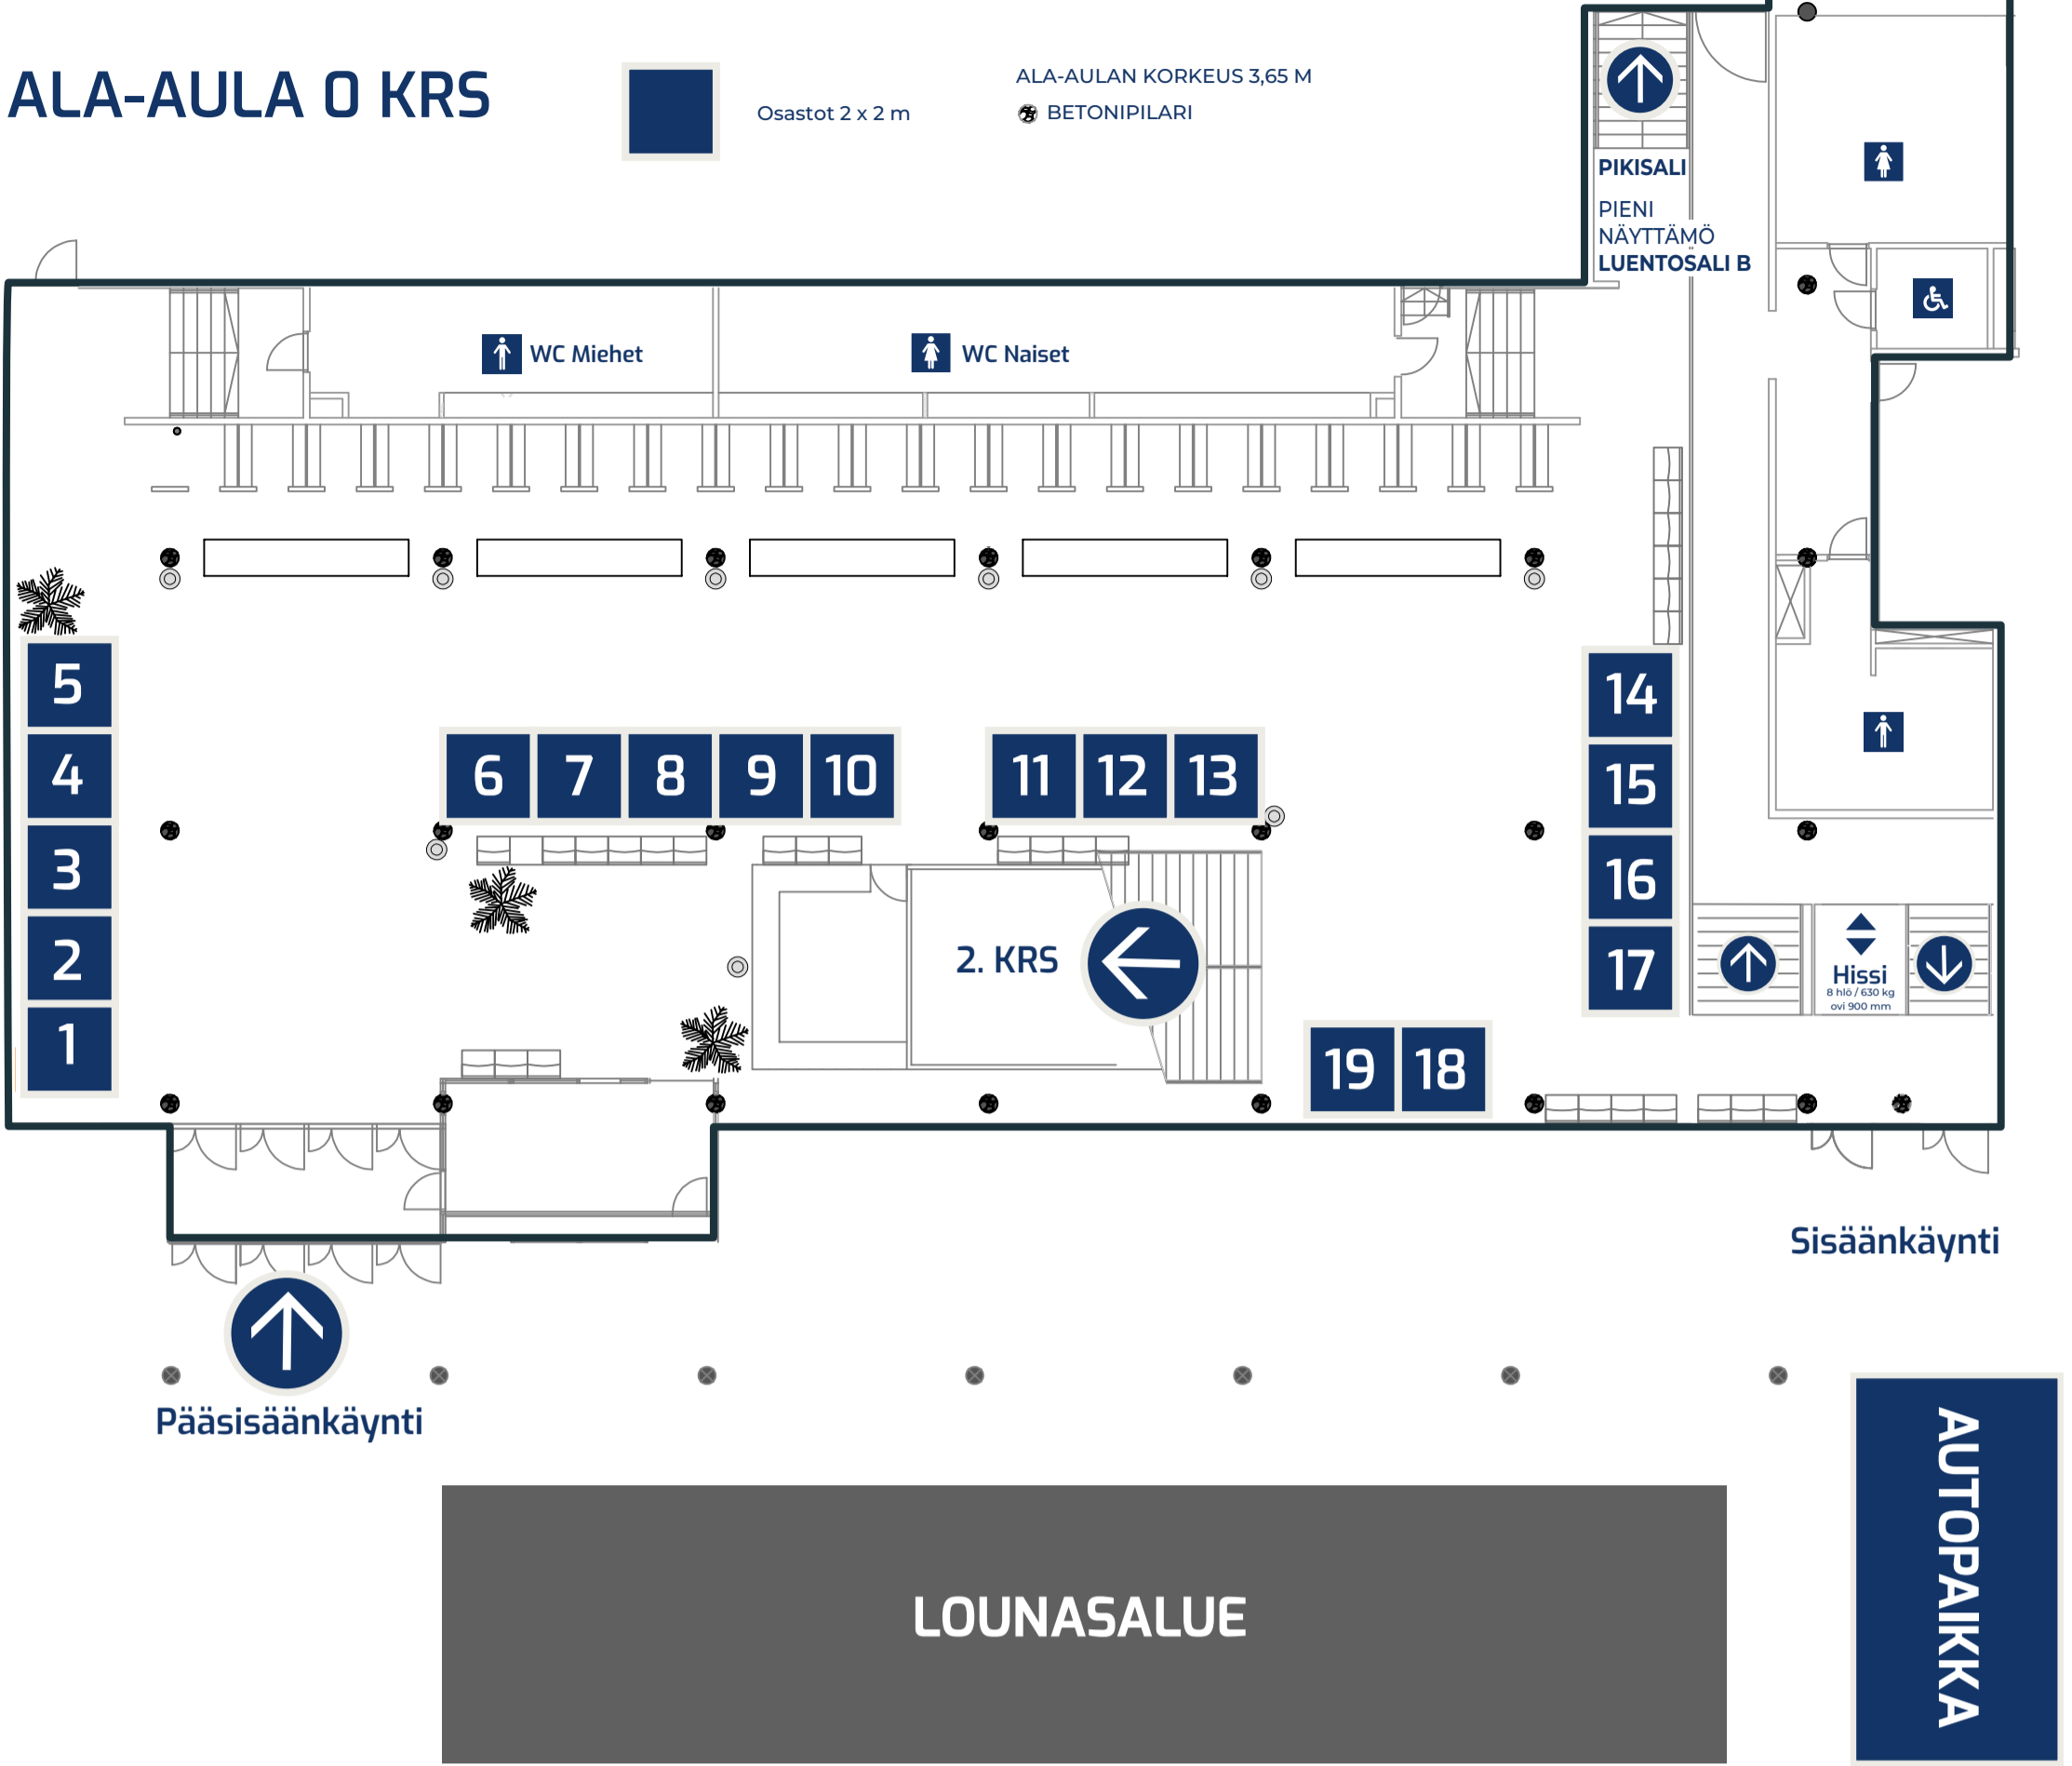 ALA-AULA 0 KRS
Osastot 2 x 2 m
ALA-AULAN KORKEUS 3,65 M
BETONIPILARI
PIKISALI
PIENI
NÄYTTÄMÖ
LUENTOSALI B
WC Miehet
WC Naiset
5
4
3
2
1
6 7 8 9 10
11 12 13
14
15
16
17
2. KRS
Hissi
8 hlö / 630 kg
ovi 900 mm
19 18
Sisäänkäynti
Pääsisäänkäynti
LOUNASALUE
AUTOPAIKKA